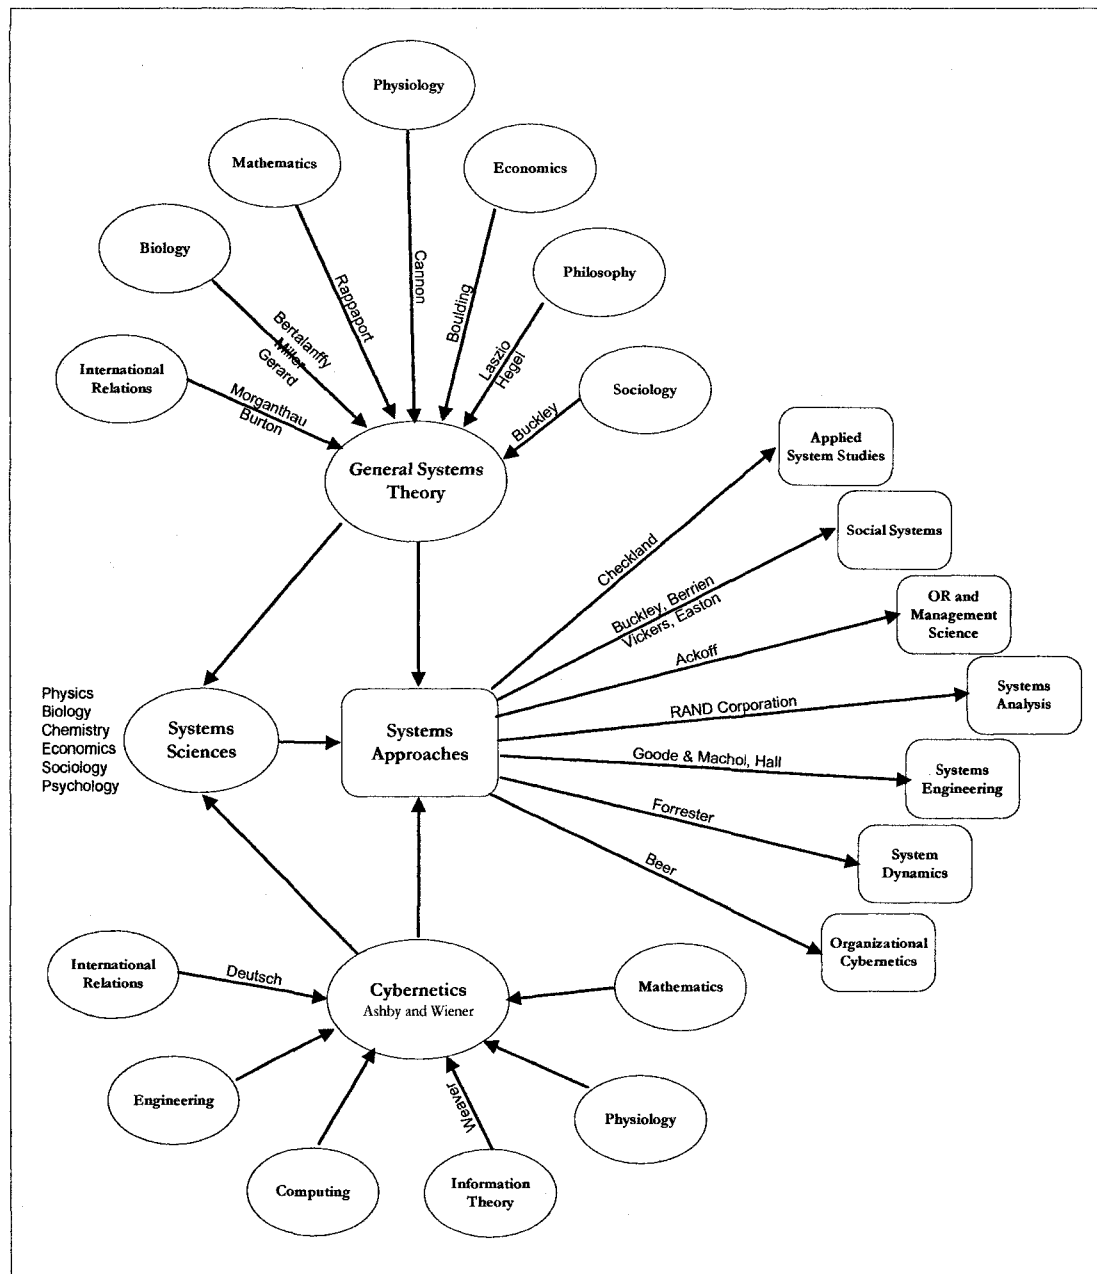 Physiology
Mathematics
Economics
Biology
Philosophy
International
Relations
Sociology
Cannon
Rappaport
Boulding
Bertalanffy
Miller
Gerard
Laszio
Hegel
Morganthau
Burton
Buckley
General Systems
Theory
Applied
System Studies
Social Systems
OR and
Management
Science
Systems
Analysis
Systems
Engineering
System
Dynamics
Organizational
Cybernetics
Checkland
Buckley, Berrien
Vickers, Easton
Ackoff
RAND Corporation
Goode & Machol, Hall
Forrester
Beer
Physics
Biology
Chemistry
Economics
Sociology
Psychology
Systems
Sciences
Systems
Approaches
International
Relations
Deutsch
Cybernetics
Ashby and Wiener
Mathematics
Engineering
Weaver
Physiology
Computing
Information
Theory